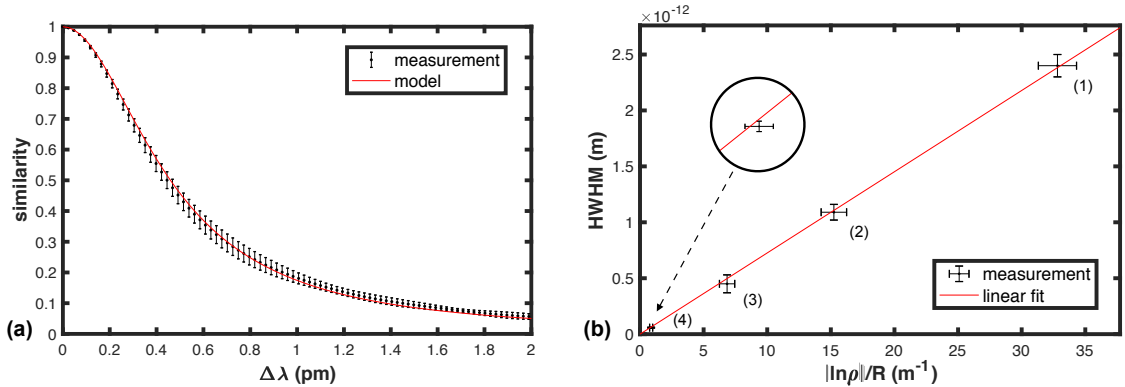 1
0.9
0.8
0.7
0.6
0.5
0.4
0.3
0.2
0.1
0
similarity
0 0.2 0.4 0.6 0.8 1 1.2 1.4 1.6 1.8 2
Δλ (pm)
measurement
model
(a)
×10⁻¹²
2.5
2
1.5
1
0.5
0
HWHM (m)
0 5 10 15 20 25 30 35
|lnρ|/R (m⁻¹)
(1)
(2)
(3)
(4)
measurement
linear fit
(b)